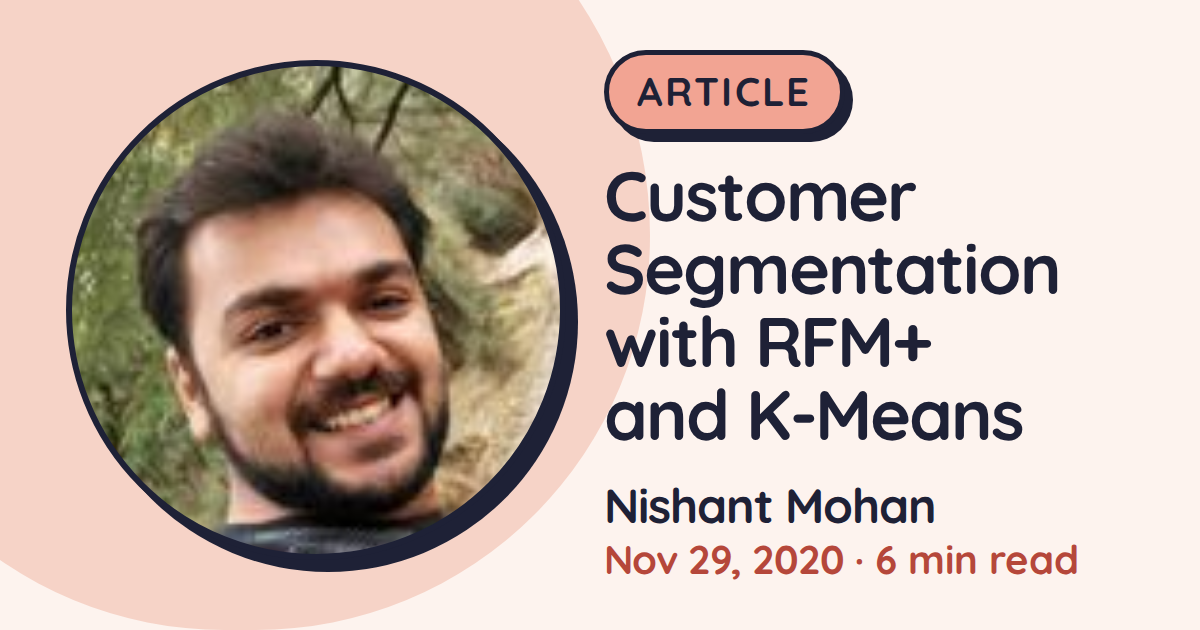 ARTICLE
Customer
Segmentation
with RFM+
and K-Means
Nishant Mohan
Nov 29, 2020 · 6 min read